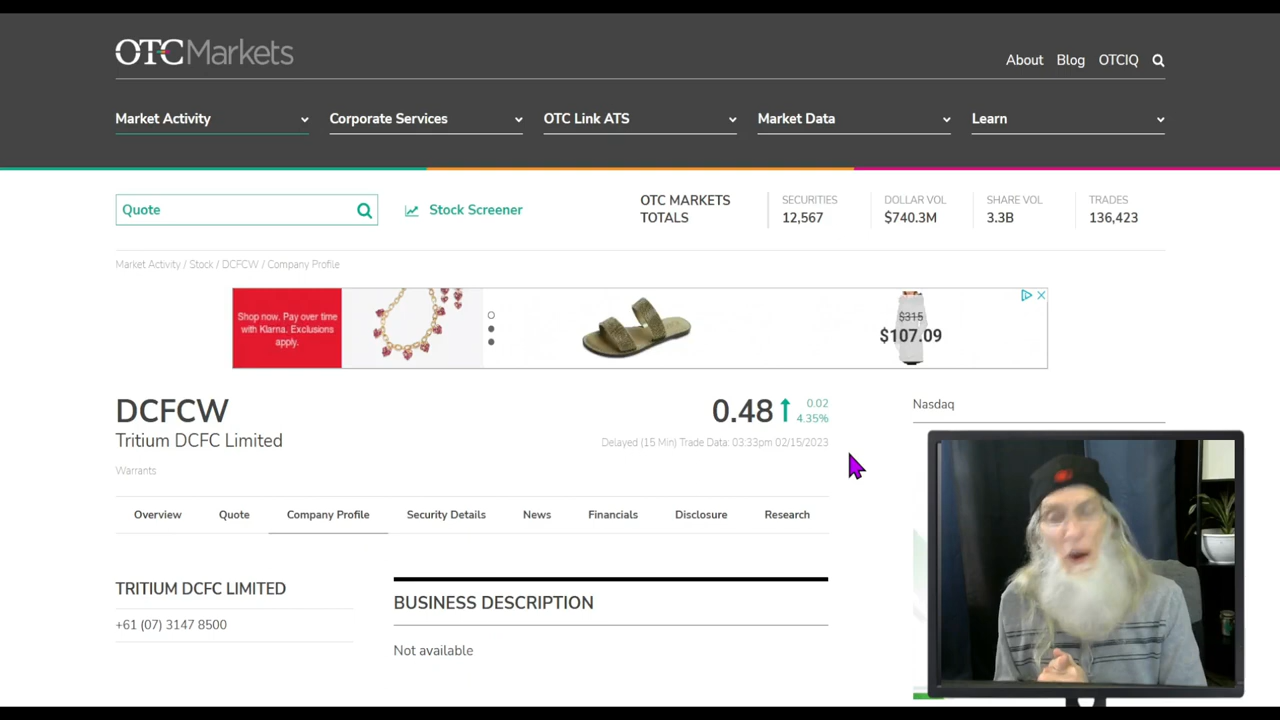 OTCMarkets
About Blog OTCIQ
Market Activity Corporate Services OTC Link ATS Market Data Learn
Quote
Stock Screener
OTC MARKETS
TOTALS
SECURITIES
12,567
DOLLAR VOL
$740.3M
SHARE VOL
3.3B
TRADES
136,423
Market Activity / Stock / DCFCW / Company Profile
Shop now. Pay over time
with Klarna. Exclusions
apply.
$315
$107.09
DCFCW
0.48
0.02
4.35%
Tritium DCFC Limited
Delayed (15 Min) Trade Data: 03:33pm 02/15/2023
Warrants
Nasdaq
Overview Quote Company Profile Security Details News Financials Disclosure Research
TRITIUM DCFC LIMITED
+61 (07) 3147 8500
BUSINESS DESCRIPTION
Not available